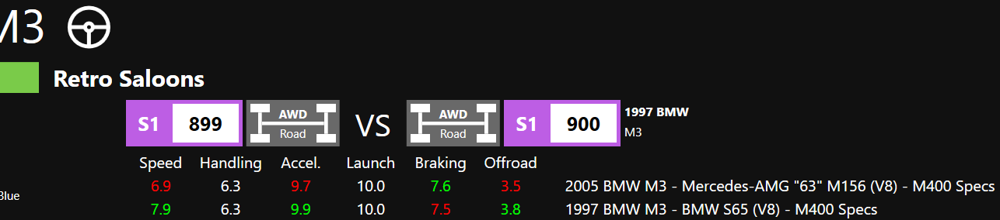 M3
Retro Saloons
S1 899 AWD Road VS AWD Road S1 900 1997 BMW M3
Speed Handling Accel. Launch Braking Offroad
6.9 6.3 9.7 10.0 7.6 3.5 2005 BMW M3 - Mercedes-AMG "63" M156 (V8) - M400 Specs
Blue
7.9 6.3 9.9 10.0 7.5 3.8 1997 BMW M3 - BMW S65 (V8) - M400 Specs